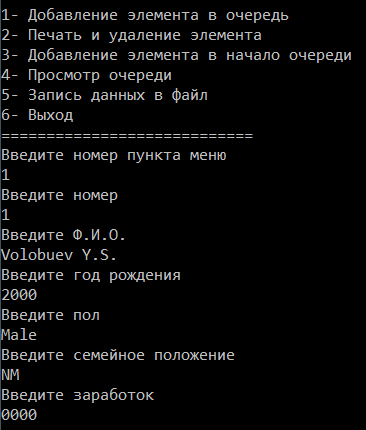 1- Добавление элемента в очередь
2- Печать и удаление элемента
3- Добавление элемента в начало очереди
4- Просмотр очереди
5- Запись данных в файл
6- Выход
============================
Введите номер пункта меню
1
Введите номер
1
Введите Ф.И.О.
Volobuev Y.S.
Введите год рождения
2000
Введите пол
Male
Введите семейное положение
NM
Введите заработок
0000